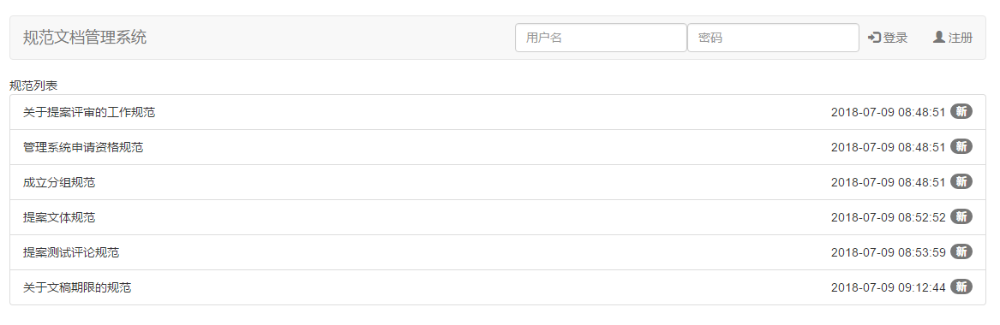 规范文档管理系统 用户名 密码 登录 注册
规范列表
关于提案评审的工作规范 2018-07-09 08:48:51 新
管理系统申请资格规范 2018-07-09 08:48:51 新
成立分组规范 2018-07-09 08:48:51 新
提案文体规范 2018-07-09 08:52:52 新
提案测试评论规范 2018-07-09 08:53:59 新
关于文稿期限的规范 2018-07-09 09:12:44 新